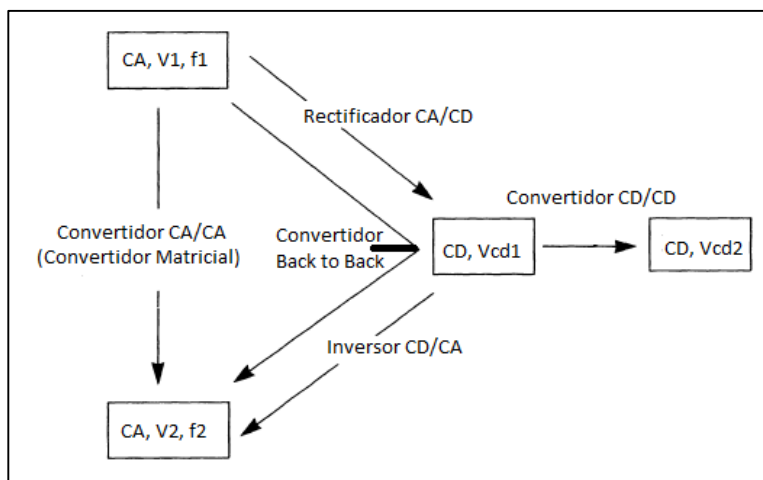 CA, V1, f1
Rectificador CA/CD
Convertidor CD/CD
Convertidor CA/CA
(Convertidor Matricial)
Convertidor
Back to Back
CD, Vcd1
CD, Vcd2
Inversor CD/CA
CA, V2, f2